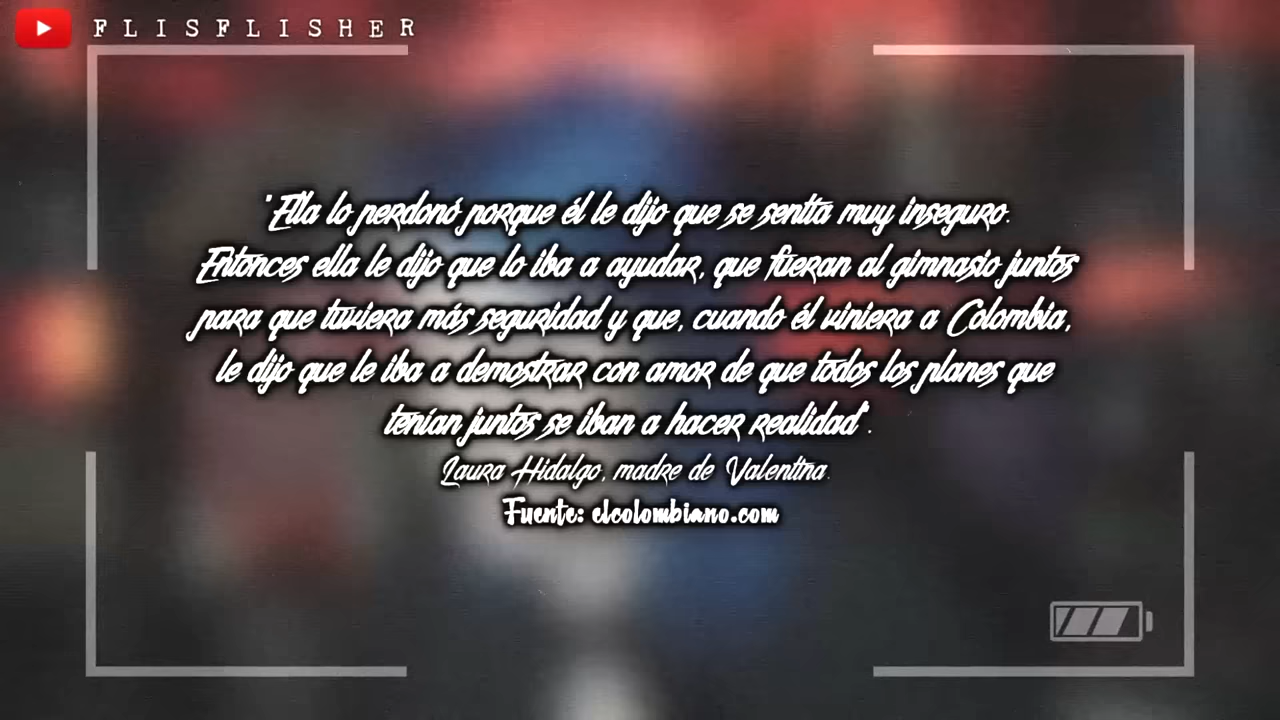 FLISFLISHER
"Ella lo perdonó porque él le dijo que se sentía muy inseguro.
Entonces ella le dijo que lo iba a ayudar, que fueran al gimnasio juntos
para que tuviera más seguridad y que, cuando él viniera a Colombia,
le dijo que le iba a demostrar con amor de que todos los planes que
tenían juntos se iban a hacer realidad".
Laura Hidalgo, madre de Valentina.
Fuente: elcolombiano.com